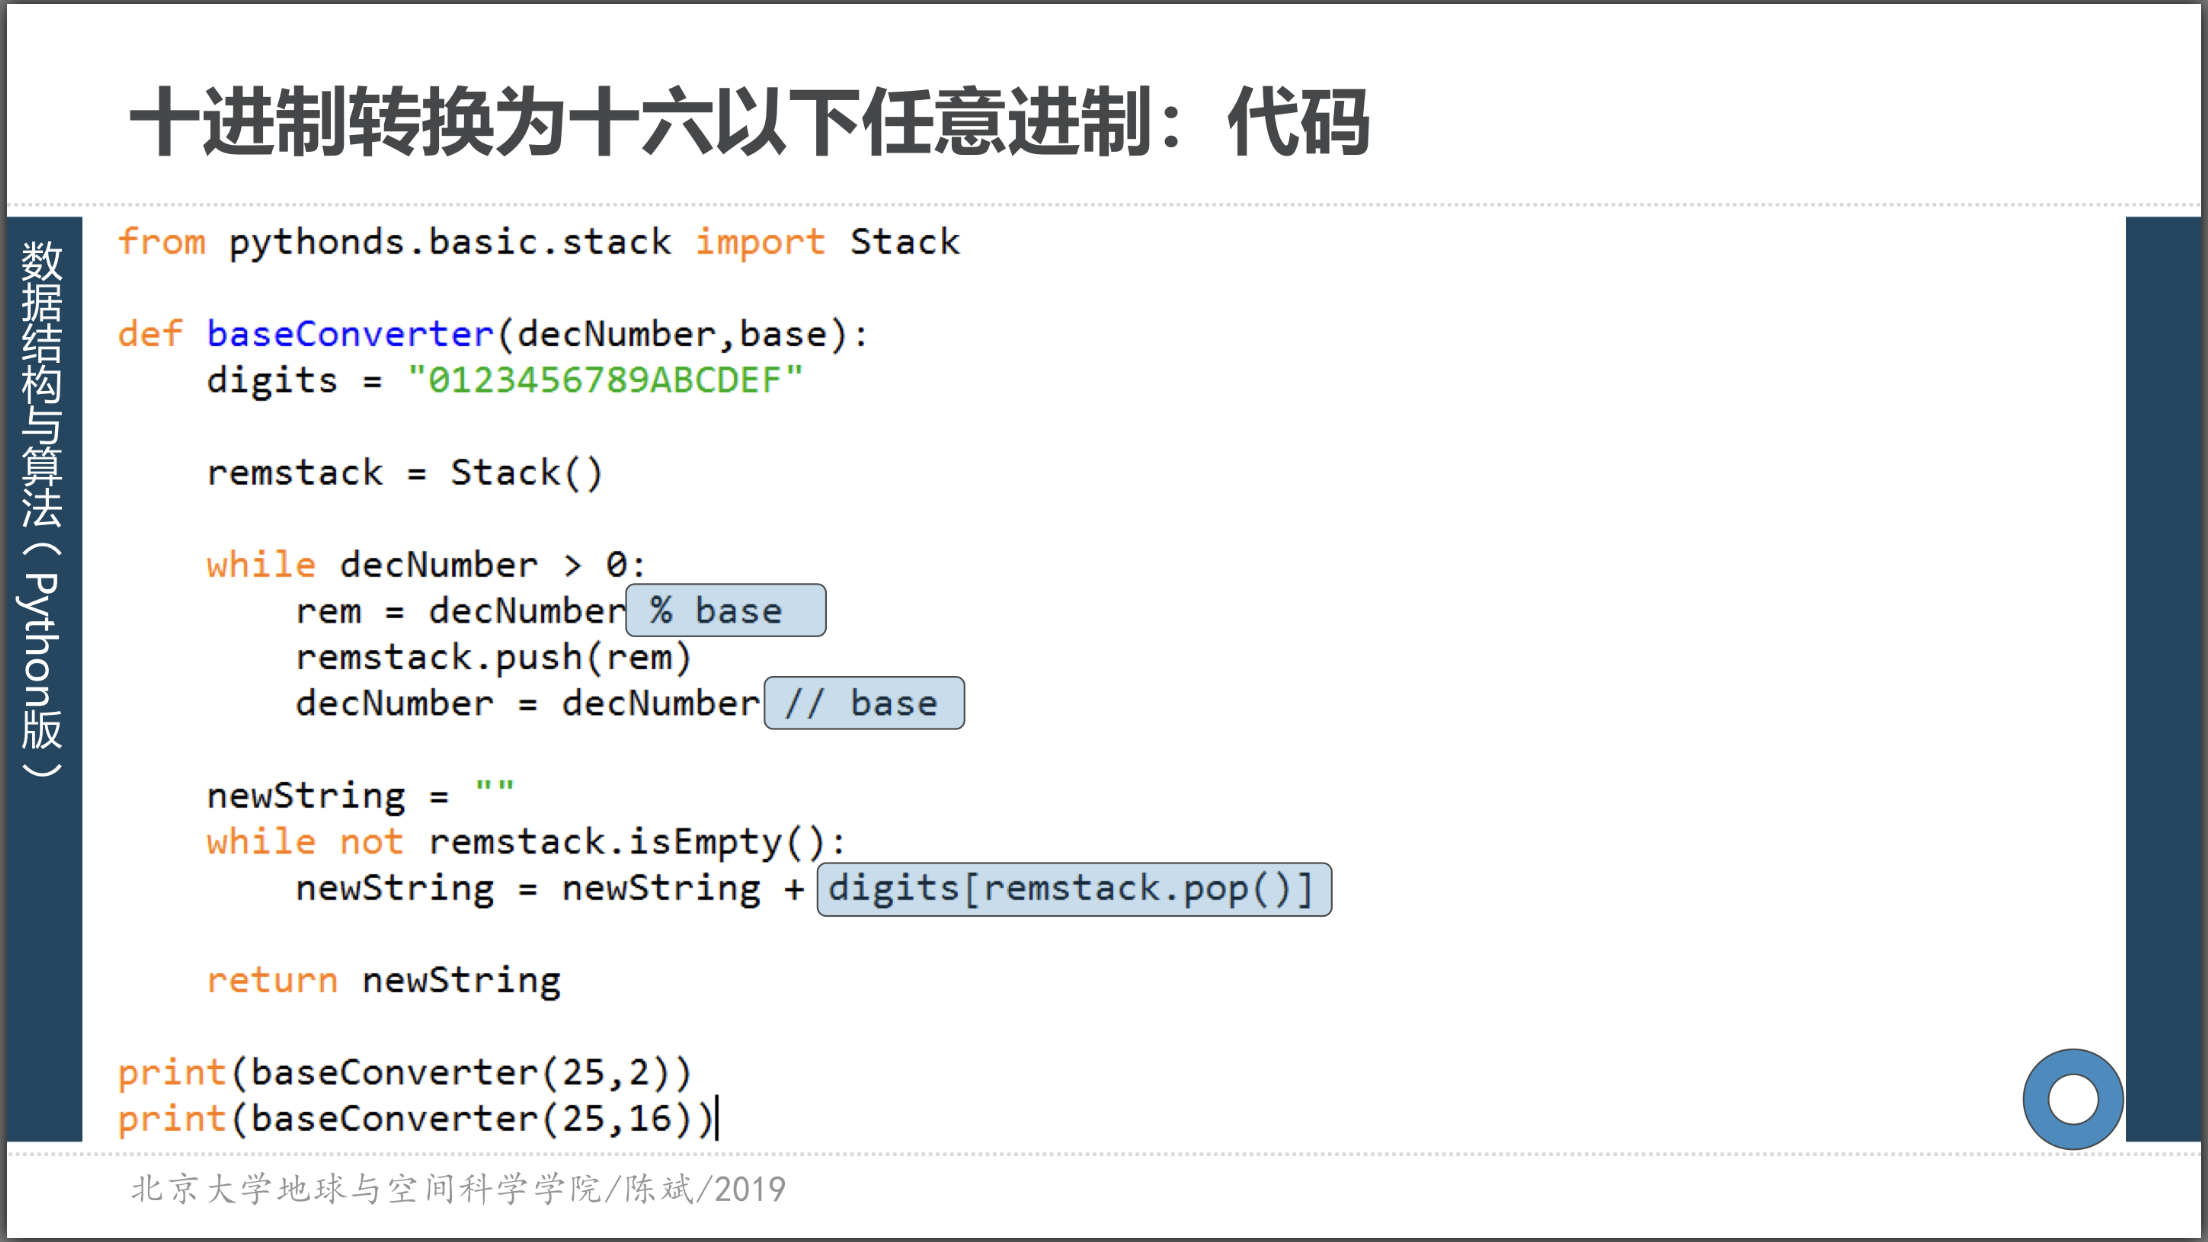 十进制转换为十六以下任意进制：代码
数据结构与算法（Python版）
from pythonds.basic.stack import Stack
def baseConverter(decNumber,base):
    digits = "0123456789ABCDEF"
    remstack = Stack()
    while decNumber > 0:
        rem = decNumber % base
        remstack.push(rem)
        decNumber = decNumber // base
    newString = ""
    while not remstack.isEmpty():
        newString = newString + digits[remstack.pop()]
    return newString
print(baseConverter(25,2))
print(baseConverter(25,16))
北京大学地球与空间科学学院/陈斌/2019